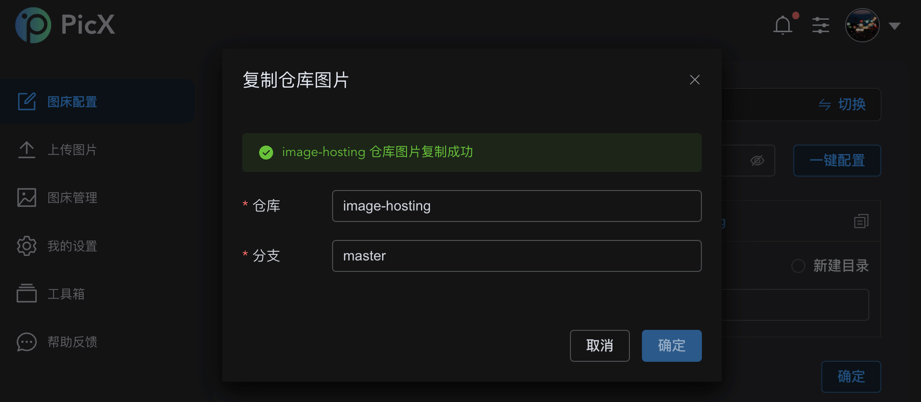 PicX
复制仓库图片
图床配置
切换
上传图片
image-hosting 仓库图片复制成功
一键配置
图床管理
* 仓库
image-hosting
我的设置
* 分支
master
新建目录
工具箱
帮助反馈
取消
确定
确定